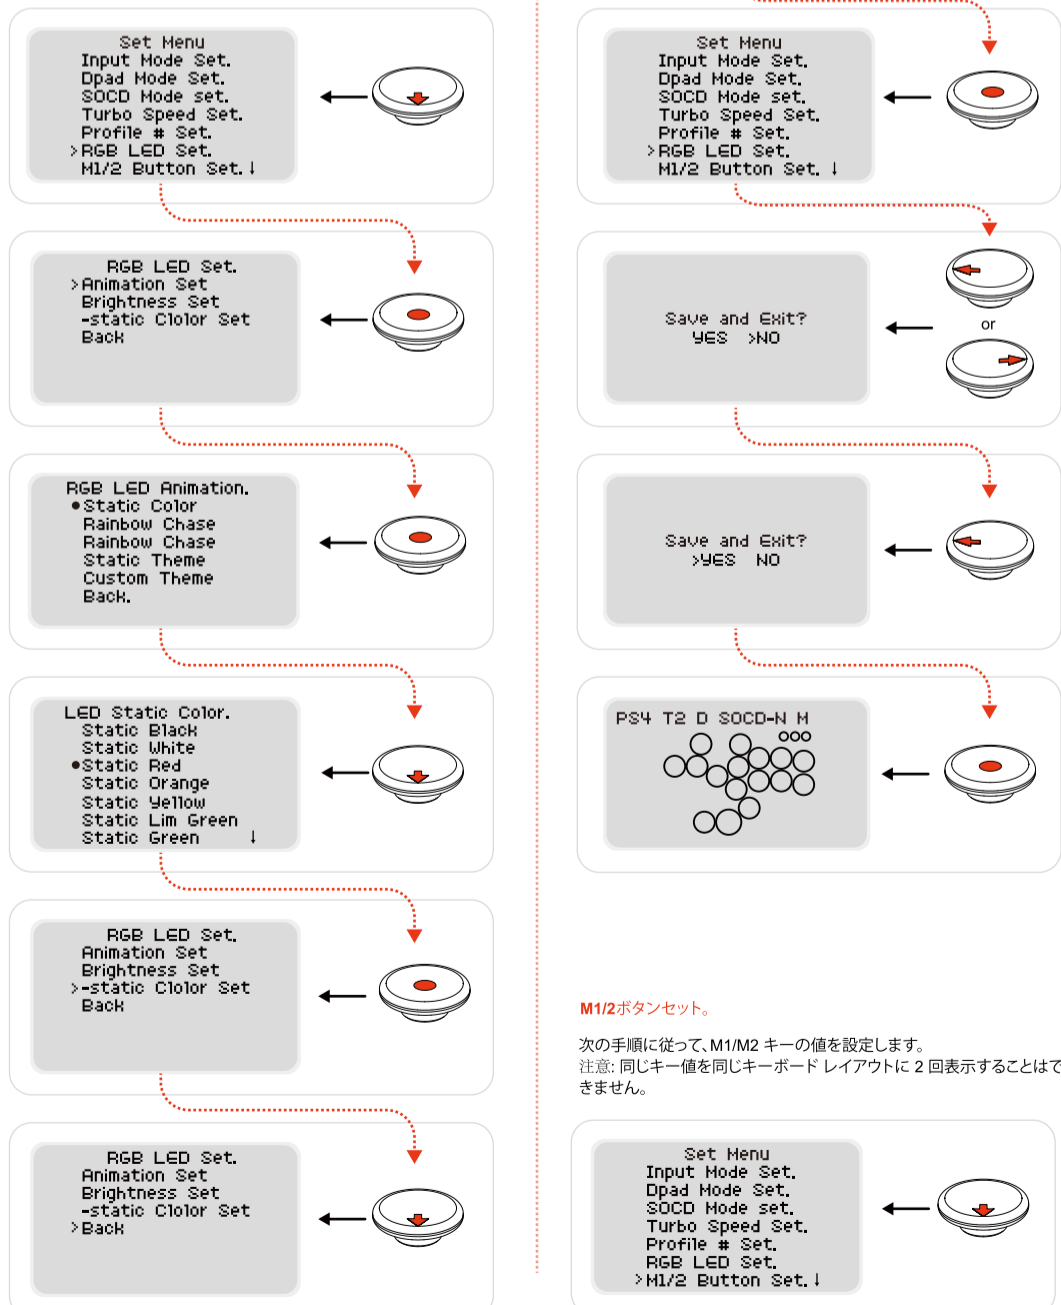 Set Menu
Input Mode Set.
Dpad Mode Set.
SOCD Mode set.
Turbo Speed Set.
Profile # Set.
>RGB LED Set.
M1/2 Button Set.↓
RGB LED Set.
>Animation Set
Brightness Set
-static Clolor Set
Back
RGB LED Animation.
●Static Color
Rainbow Chase
Rainbow Chase
Static Theme
Custom Theme
Back.
LED Static Color.
Static Black
Static White
●Static Red
Static Orange
Static Yellow
Static Lim Green
Static Green ↓
RGB LED Set.
Animation Set
Brightness Set
>-static Clolor Set
Back
RGB LED Set.
Animation Set
Brightness Set
-static Clolor Set
>Back
Set Menu
Input Mode Set.
Dpad Mode Set.
SOCD Mode set.
Turbo Speed Set.
Profile # Set.
>RGB LED Set.
M1/2 Button Set.↓
Save and Exit?
YES >NO
or
Save and Exit?
>YES NO
PS4 T2 D SOCD-N M
M1/2ボタンセット。
次の手順に従って、M1/M2 キーの値を設定します。
注意: 同じキー値を同じキーボード レイアウトに 2 回表示することはで
きません。
Set Menu
Input Mode Set.
Dpad Mode Set.
SOCD Mode set.
Turbo Speed Set.
Profile # Set.
RGB LED Set.
>M1/2 Button Set.↓